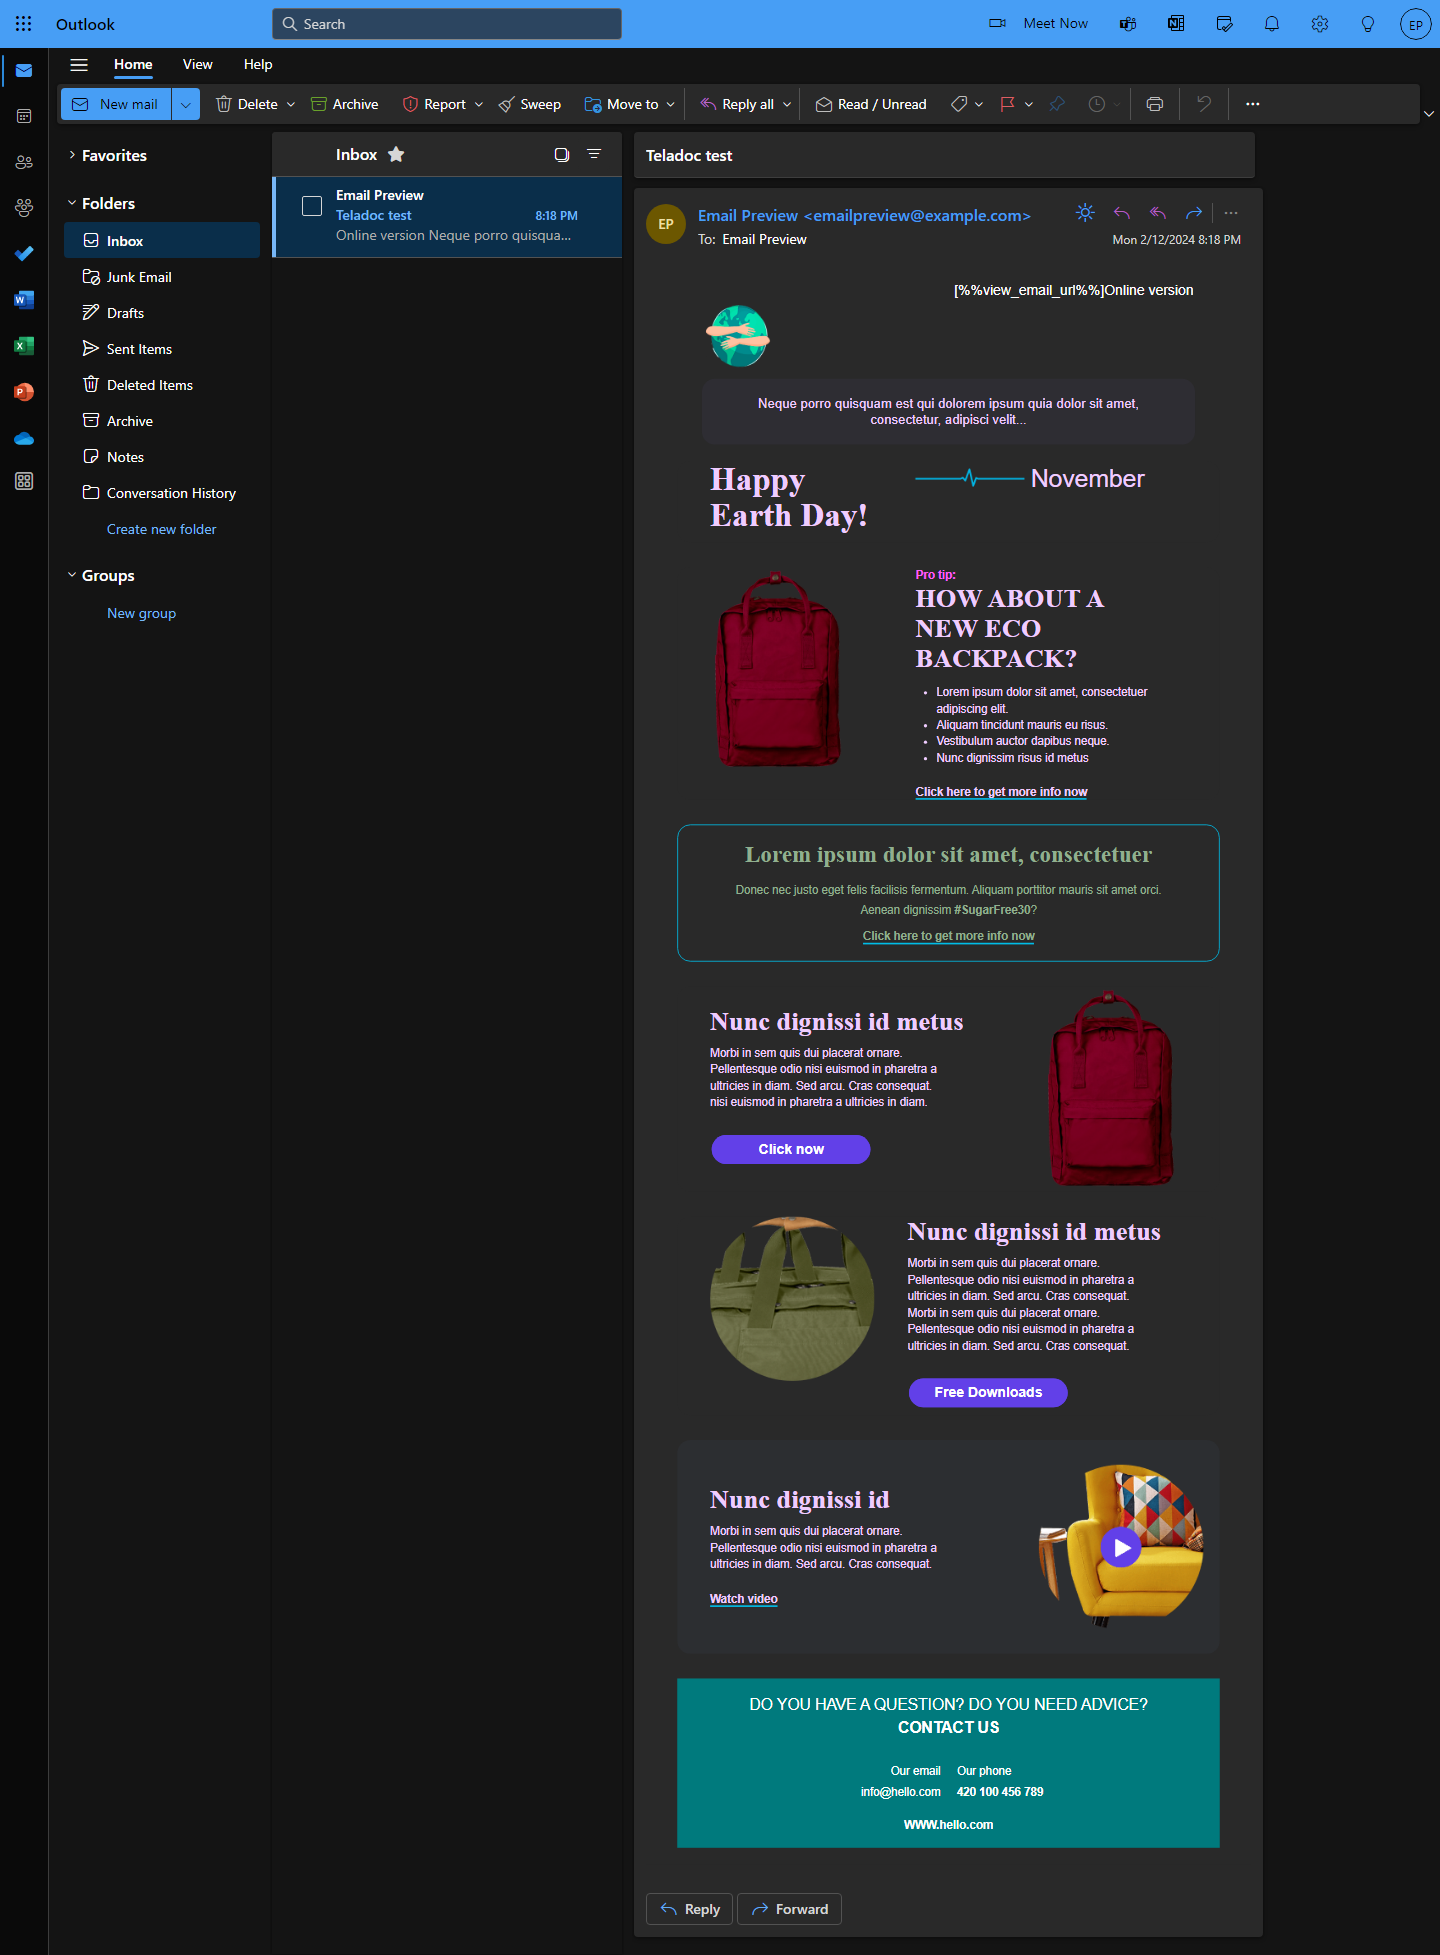 Outlook
Search
Meet Now
EP
Home
View
Help
New mail
Delete
Archive
Report
Sweep
Move to
Reply all
Read / Unread
Favorites
Folders
Inbox
Junk Email
Drafts
Sent Items
Deleted Items
Archive
Notes
Conversation History
Create new folder
Groups
New group
Inbox
Email Preview
Teladoc test
8:18 PM
Online version Neque porro quisqua...
Teladoc test
EP
Email Preview <emailpreview@example.com>
To: Email Preview
Mon 2/12/2024 8:18 PM
[%%view_email_url%%]Online version
Neque porro quisquam est qui dolorem ipsum quia dolor sit amet,
consectetur, adipisci velit...
Happy
Earth Day!
November
Pro tip:
HOW ABOUT A
NEW ECO
BACKPACK?
• Lorem ipsum dolor sit amet, consectetuer
adipiscing elit.
• Aliquam tincidunt mauris eu risus.
• Vestibulum auctor dapibus neque.
• Nunc dignissim risus id metus
Click here to get more info now
Lorem ipsum dolor sit amet, consectetuer
Donec nec justo eget felis facilisis fermentum. Aliquam porttitor mauris sit amet orci.
Aenean dignissim #SugarFree30?
Click here to get more info now
Nunc dignissi id metus
Morbi in sem quis dui placerat ornare.
Pellentesque odio nisi euismod in pharetra a
ultricies in diam. Sed arcu. Cras consequat.
nisi euismod in pharetra a ultricies in diam.
Click now
Nunc dignissi id metus
Morbi in sem quis dui placerat ornare.
Pellentesque odio nisi euismod in pharetra a
ultricies in diam. Sed arcu. Cras consequat.
Morbi in sem quis dui placerat ornare.
Pellentesque odio nisi euismod in pharetra a
ultricies in diam. Sed arcu. Cras consequat.
Free Downloads
Nunc dignissi id
Morbi in sem quis dui placerat ornare.
Pellentesque odio nisi euismod in pharetra a
ultricies in diam. Sed arcu. Cras consequat.
Watch video
DO YOU HAVE A QUESTION? DO YOU NEED ADVICE?
CONTACT US
Our email
Our phone
info@hello.com
420 100 456 789
WWW.hello.com
Reply
Forward